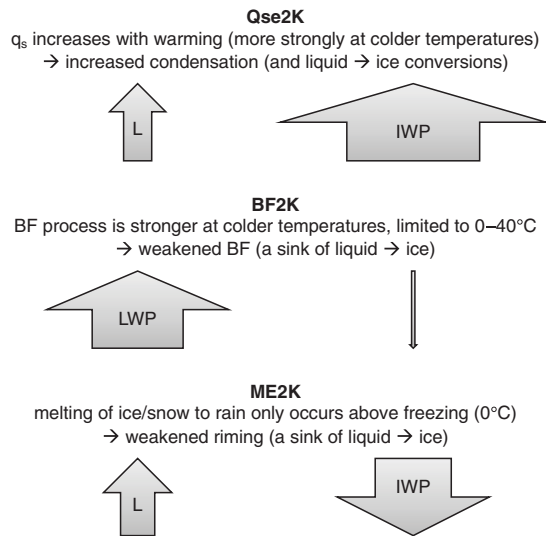 Qse2K
qs increases with warming (more strongly at colder temperatures)
→ increased condensation (and liquid → ice conversions)
L IWP
BF2K
BF process is stronger at colder temperatures, limited to 0–40°C
→ weakened BF (a sink of liquid → ice)
LWP
ME2K
melting of ice/snow to rain only occurs above freezing (0°C)
→ weakened riming (a sink of liquid → ice)
L IWP